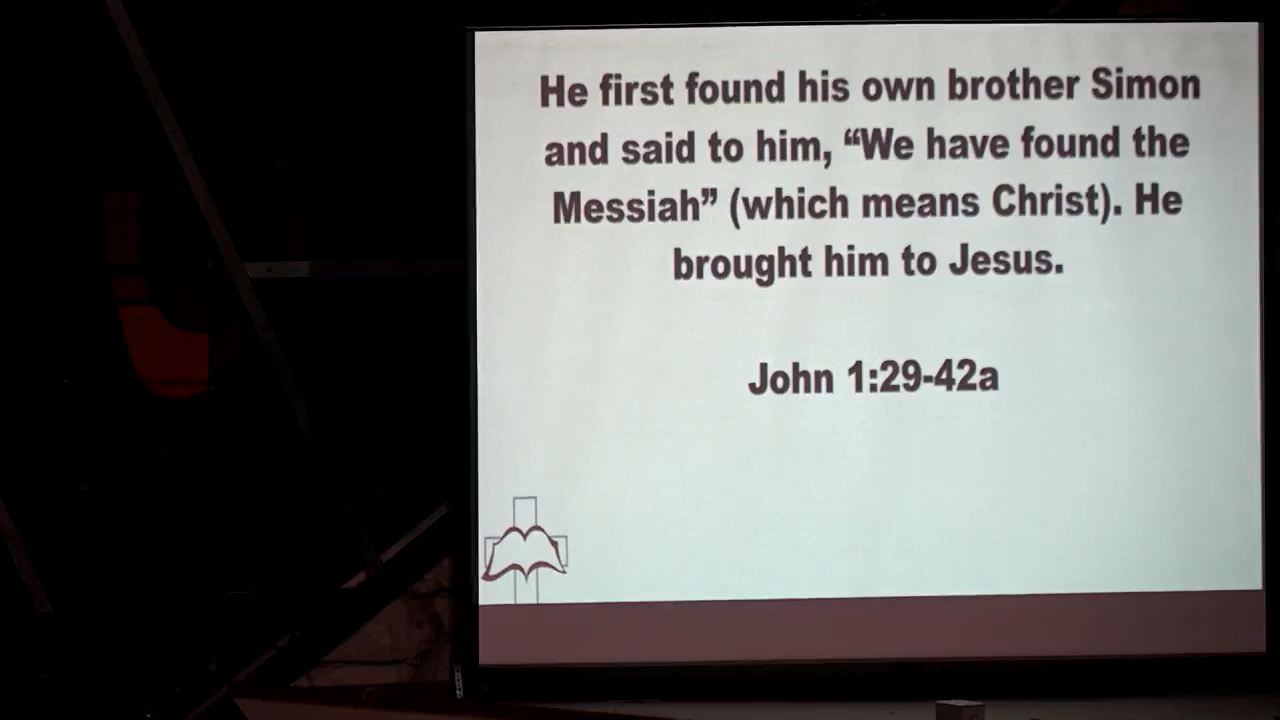 He first found his own brother Simon
and said to him, “We have found the
Messiah” (which means Christ). He
brought him to Jesus.
John 1:29-42a